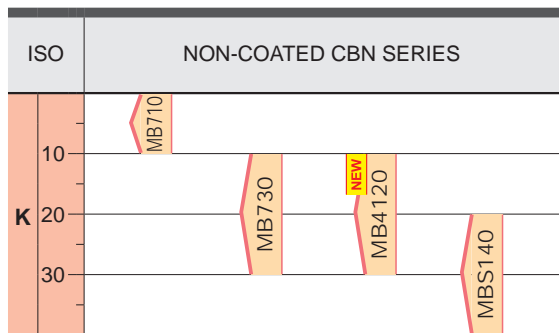 ISO
NON-COATED CBN SERIES
K
10
20
30
MB710
MB730
NEW
MB4120
MBS140